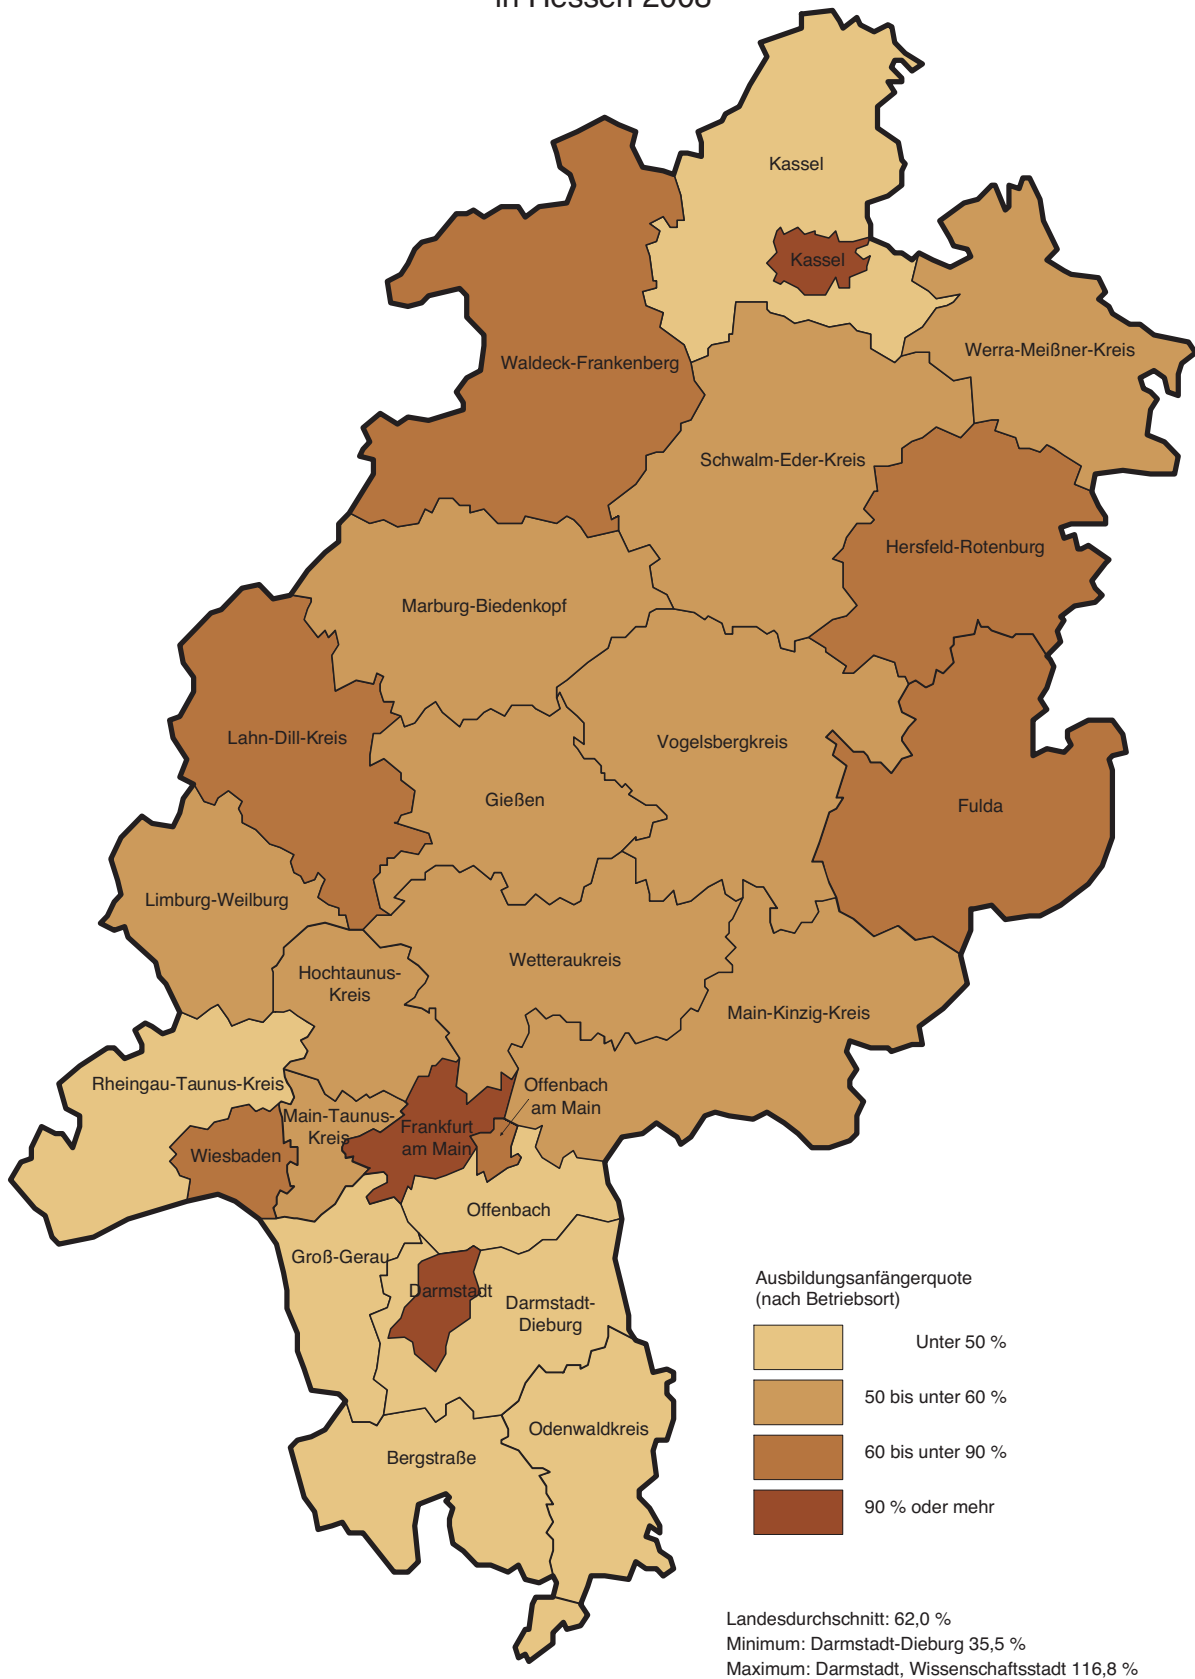 in Hessen 2008
Kassel
Kassel
Werra-Meißner-Kreis
Waldeck-Frankenberg
Schwalm-Eder-Kreis
Hersfeld-Rotenburg
Marburg-Biedenkopf
Lahn-Dill-Kreis
Vogelsbergkreis
Gießen
Fulda
Limburg-Weilburg
Wetteraukreis
Hochtaunus-
Kreis
Main-Kinzig-Kreis
Rheingau-Taunus-Kreis
Offenbach
am Main
Main-Taunus-
Kreis
Frankfurt
am Main
Wiesbaden
Offenbach
Groß-Gerau
Darmstadt
Darmstadt-
Dieburg
Odenwaldkreis
Bergstraße
Ausbildungsanfängerquote
(nach Betriebsort)
Unter 50 %
50 bis unter 60 %
60 bis unter 90 %
90 % oder mehr
Landesdurchschnitt: 62,0 %
Minimum: Darmstadt-Dieburg 35,5 %
Maximum: Darmstadt, Wissenschaftsstadt 116,8 %